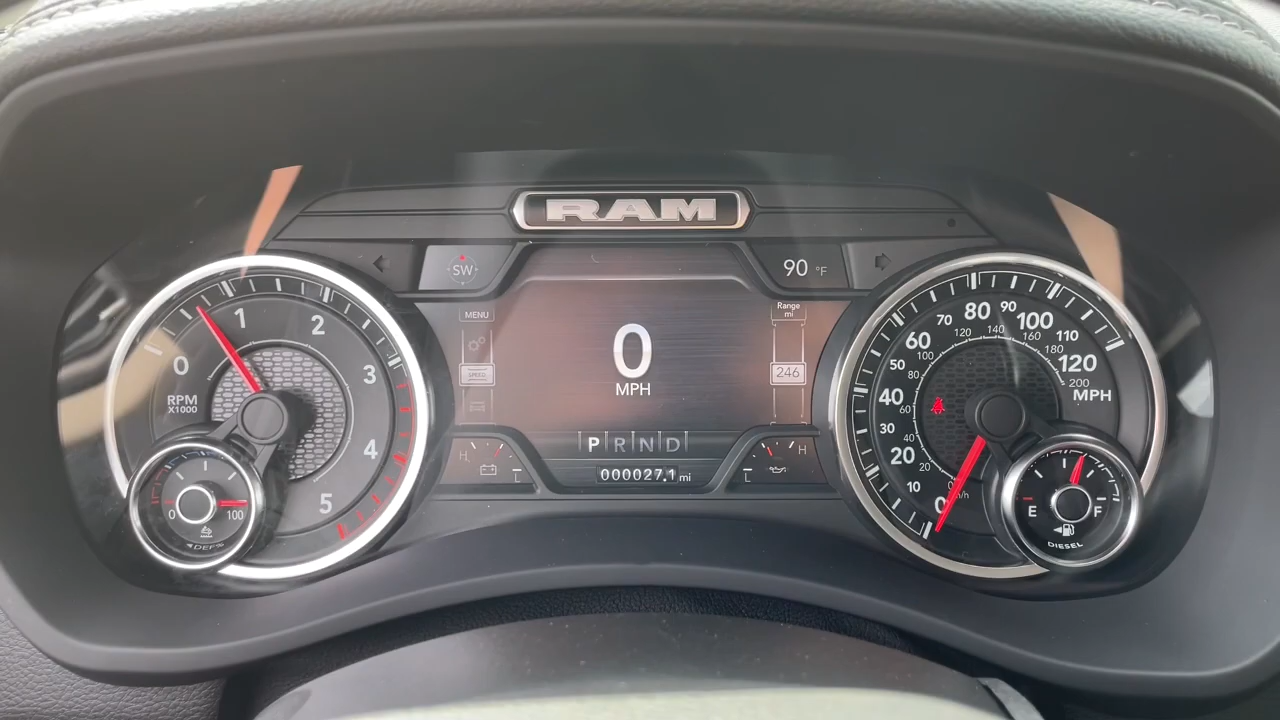 RAM
SW
90 °F
MENU
SPEED
0
MPH
Range
mi
246
P R N D
000027.1 mi
H
L
H
L
0
1
2
3
4
5
RPM
X1000
0
100
DEF
0
10
20
30
40
50
60
70
80
90
100
110
120
MPH
20
40
60
80
100
120
140
160
180
200
km/h
E
F
DIESEL